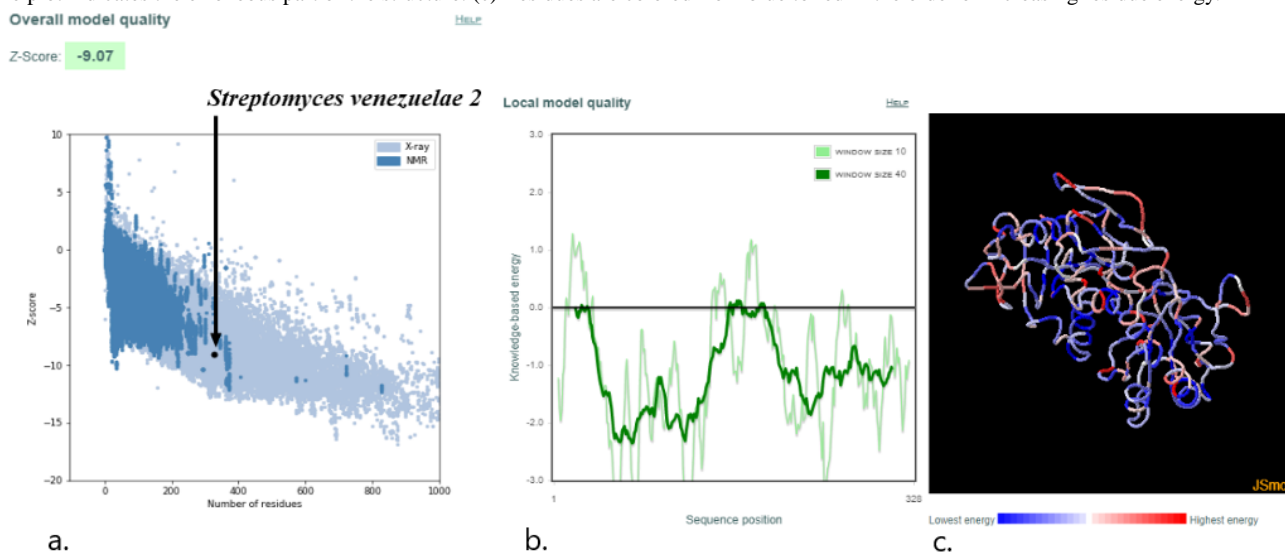 Overall model quality
HELP
Z-Score: -9.07
Streptomyces venezuelae 2
10
5
0
−5
−10
−15
−20
Z-score
X-ray
NMR
0 200 400 600 800 1000
Number of residues
a.
Local model quality
HELP
3.0
2.0
1.0
0.0
-1.0
-2.0
-3.0
Knowledge-based energy
WINDOW SIZE 10
WINDOW SIZE 40
1 328
Sequence position
b.
JSmo
Lowest energy Highest energy
c.